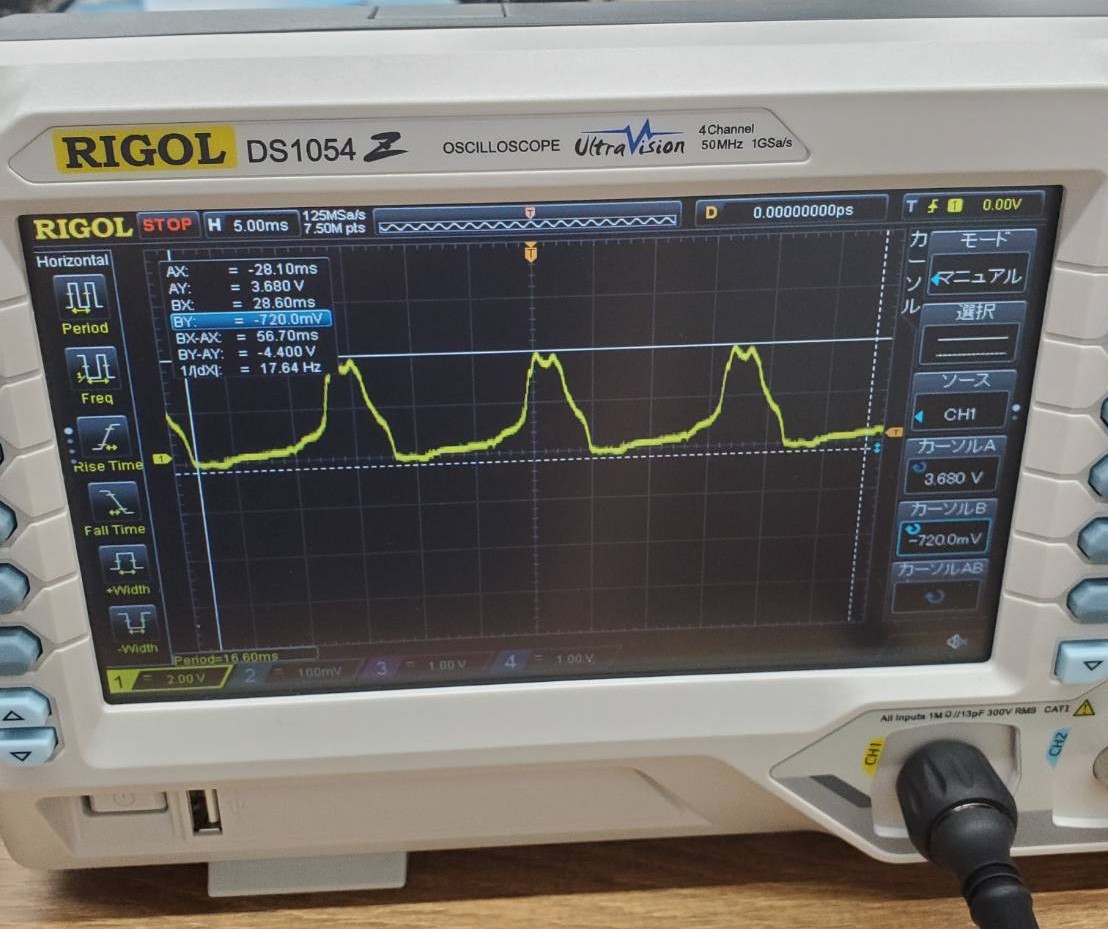 RIGOL DS1054 Z OSCILLOSCOPE UltraVision 4 Channel
50MHz 1GSa/s
RIGOL STOP H 5.00ms 125MSa/s
7.50M pts
T
D 0.00000000ps T 1 0.00V
Horizontal
Period
Freq
Rise Time
Fall Time
+Width
-Width
AX: = -28.10ms
AY: = 3.680 V
BX: = 28.60ms
BY: = -720.0mV
BX-AX: = 56.70ms
BY-AY: = -4.400 V
1/|dX|: = 17.64 Hz
T
1
T
カーソル
モード
マニュアル
選択
ソース
CH1
カーソルA
3.680 V
カーソルB
-720.0mV
カーソルAB
Period=16.60ms
1 = 2.00 V 2 = 100mV 3 = 1.00 V 4 = 1.00 V
All Inputs 1MΩ//13pF 300V RMS CATI
CH1
CH2